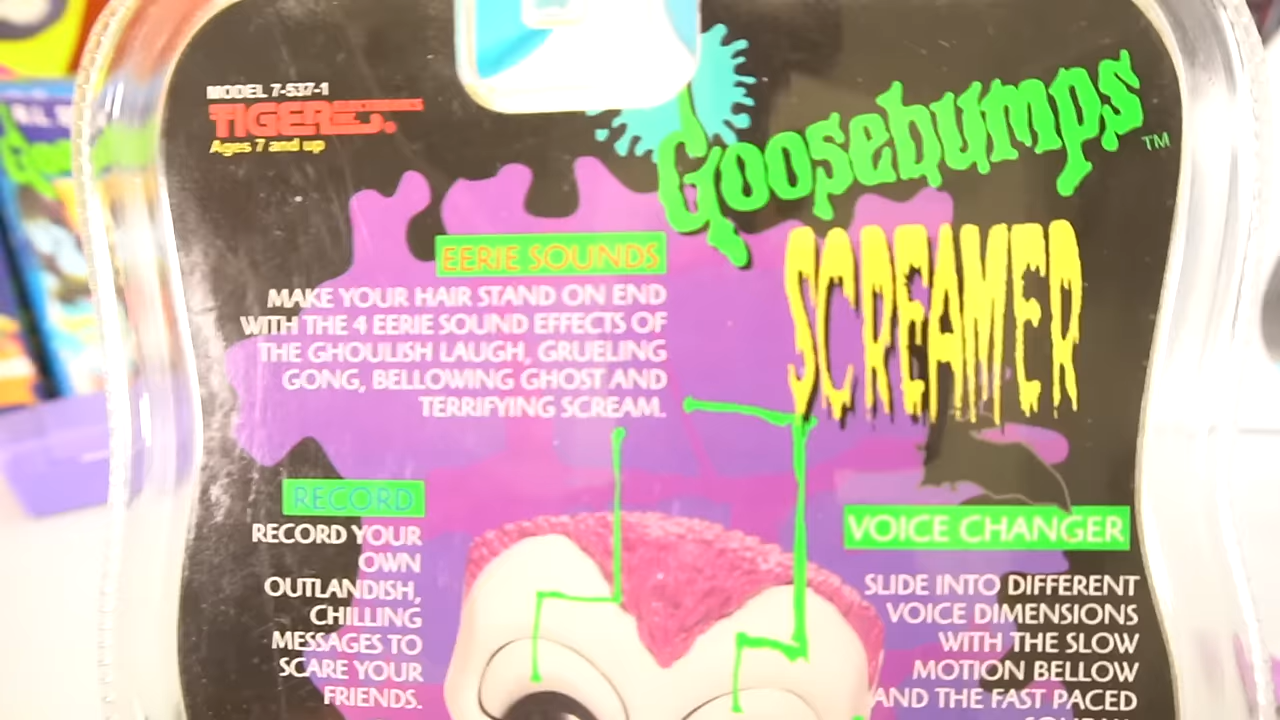 MODEL 7-537-1
TIGER ELECTRONICS
Ages 7 and up
Goosebumps TM
SCREAMER
EERIE SOUNDS
MAKE YOUR HAIR STAND ON END
WITH THE 4 EERIE SOUND EFFECTS OF
THE GHOULISH LAUGH, GRUELING
GONG, BELLOWING GHOST AND
TERRIFYING SCREAM.
RECORD
RECORD YOUR
OWN
OUTLANDISH,
CHILLING
MESSAGES TO
SCARE YOUR
FRIENDS.
VOICE CHANGER
SLIDE INTO DIFFERENT
VOICE DIMENSIONS
WITH THE SLOW
MOTION BELLOW
AND THE FAST PACED